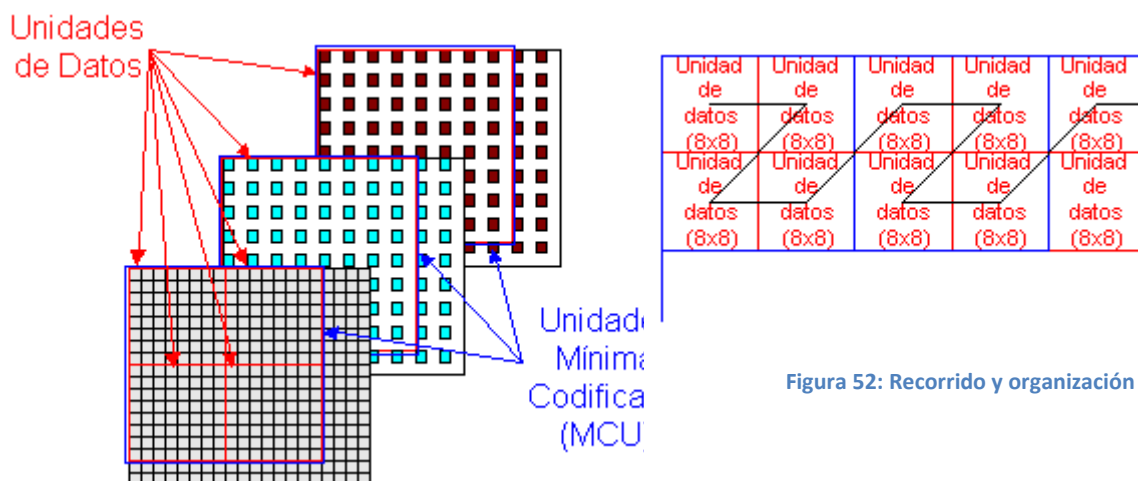 Unidades
de Datos
Unidad
de
datos
(8x8)
Unidad
de
datos
(8x8)
Unidad
de
datos
(8x8)
Unidad
de
datos
(8x8)
Unidad
de
datos
(8x8)
Unidad
de
datos
(8x8)
Unidad
de
datos
(8x8)
Unidad
de
datos
(8x8)
Unidad
de
datos
(8x8)
Unidad
de
datos
(8x8)
Unidad
Mínima
Codifica
(MCU
Figura 52: Recorrido y organización